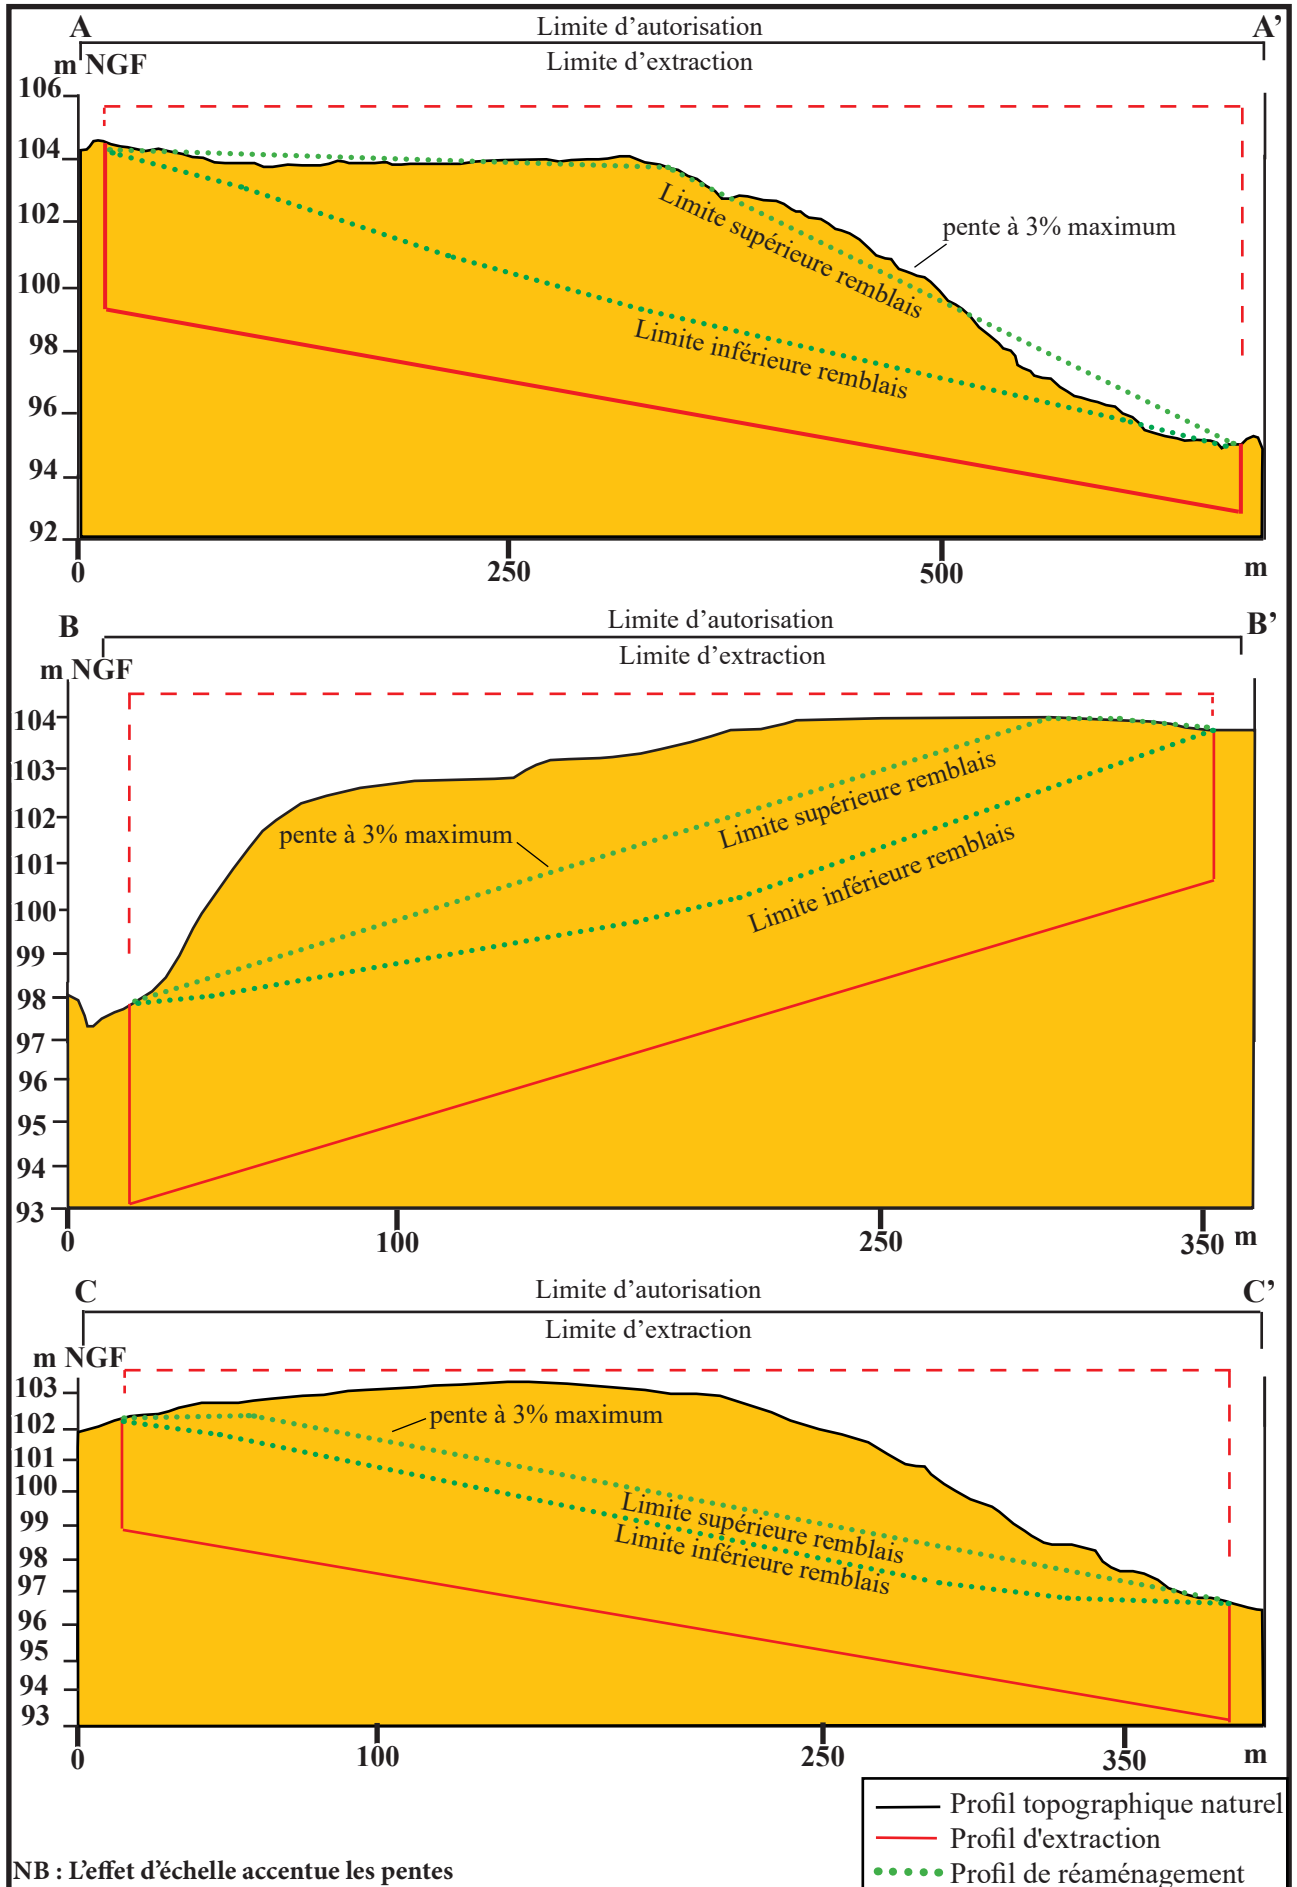 A Limite d’autorisation A’
Limite d’extraction
m NGF
106
104
102
100
98
96
94
92
Limite supérieure remblais
pente à 3% maximum
Limite inférieure remblais
0 250 500 m
B Limite d’autorisation B’
Limite d’extraction
m NGF
104
103
102
101
100
99
98
97
96
95
94
93
pente à 3% maximum
Limite supérieure remblais
Limite inférieure remblais
0 100 250 350 m
C Limite d’autorisation C’
Limite d’extraction
m NGF
103
102
101
100
99
98
97
96
95
94
93
pente à 3% maximum
Limite supérieure remblais
Limite inférieure remblais
0 100 250 350 m
Profil topographique naturel
Profil d'extraction
Profil de réaménagement
NB : L’effet d’échelle accentue les pentes